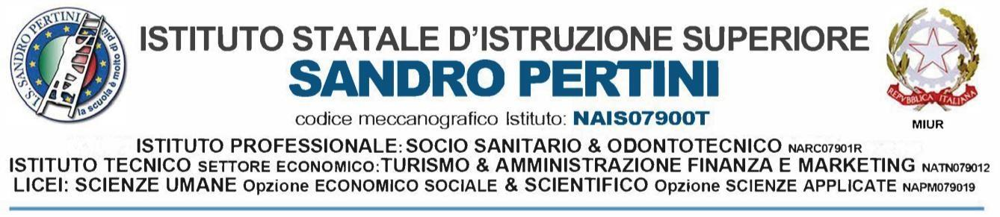 I.S. SANDRO PERTINI
la scuola è molto di più
ISTITUTO STATALE D'ISTRUZIONE SUPERIORE
SANDRO PERTINI
codice meccanografico Istituto: NAIS07900T
REPVBBLICA ITALIANA
MIUR
ISTITUTO PROFESSIONALE: SOCIO SANITARIO & ODONTOTECNICO NARC07901R
ISTITUTO TECNICO SETTORE ECONOMICO: TURISMO & AMMINISTRAZIONE FINANZA E MARKETING NATN079012
LICEI: SCIENZE UMANE Opzione ECONOMICO SOCIALE & SCIENTIFICO Opzione SCIENZE APPLICATE NAPM079019